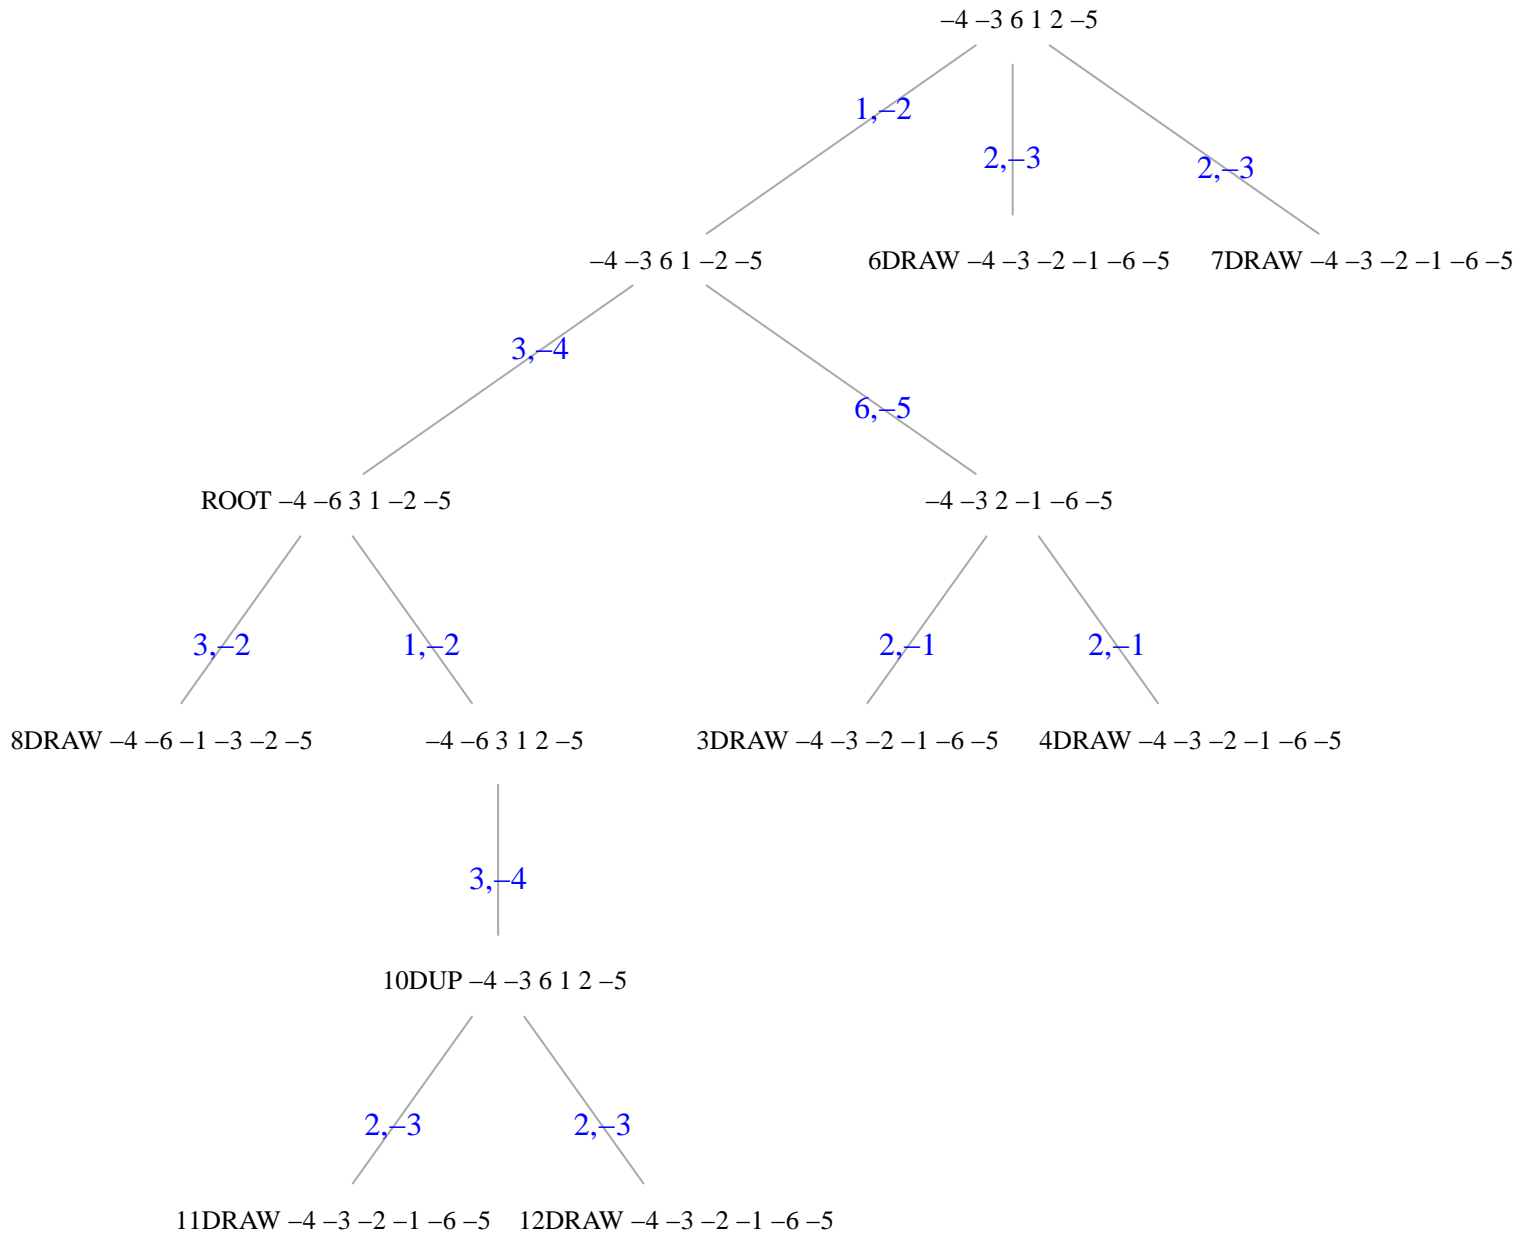 –4 –3 6 1 2 –5
1,–2
2,–3
2,–3
–4 –3 6 1 –2 –5
6DRAW –4 –3 –2 –1 –6 –5
7DRAW –4 –3 –2 –1 –6 –5
3,–4
6,–5
ROOT –4 –6 3 1 –2 –5
–4 –3 2 –1 –6 –5
3,–2
1,–2
2,–1
2,–1
8DRAW –4 –6 –1 –3 –2 –5
–4 –6 3 1 2 –5
3DRAW –4 –3 –2 –1 –6 –5
4DRAW –4 –3 –2 –1 –6 –5
3,–4
10DUP –4 –3 6 1 2 –5
2,–3
2,–3
11DRAW –4 –3 –2 –1 –6 –5
12DRAW –4 –3 –2 –1 –6 –5